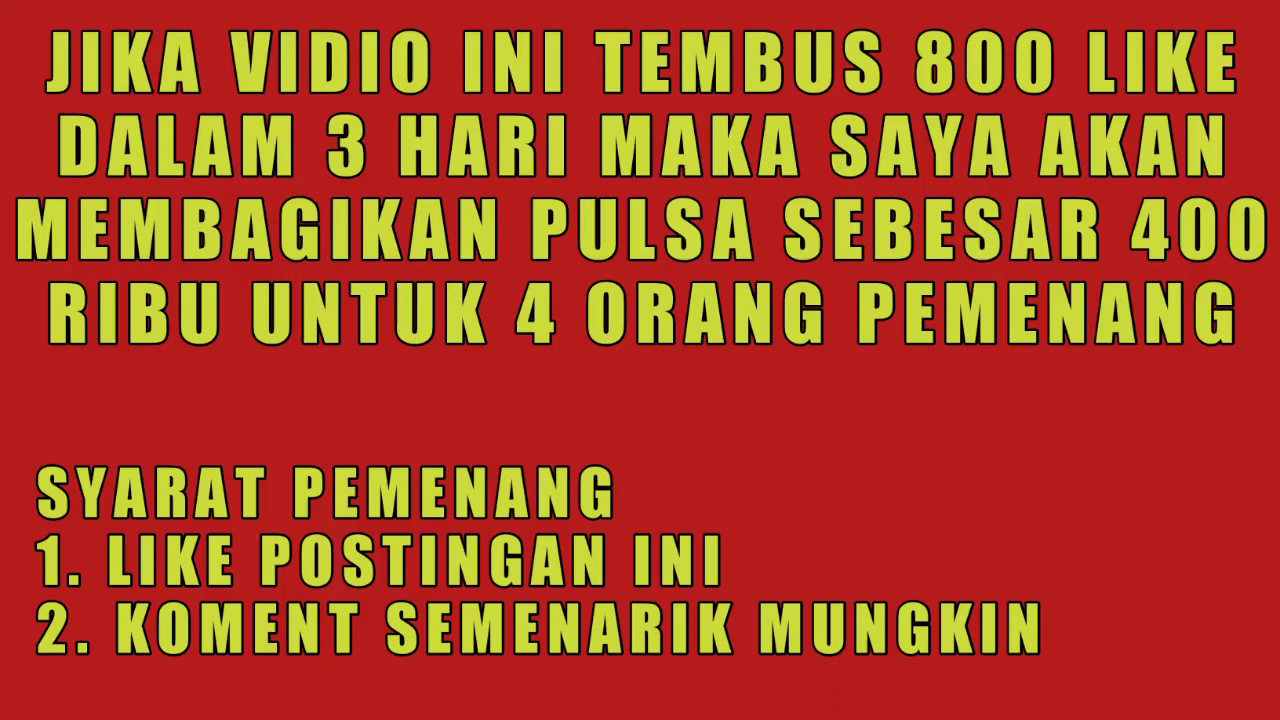 JIKA VIDIO INI TEMBUS 800 LIKE
DALAM 3 HARI MAKA SAYA AKAN
MEMBAGIKAN PULSA SEBESAR 400
RIBU UNTUK 4 ORANG PEMENANG
SYARAT PEMENANG
1. LIKE POSTINGAN INI
2. KOMENT SEMENARIK MUNGKIN